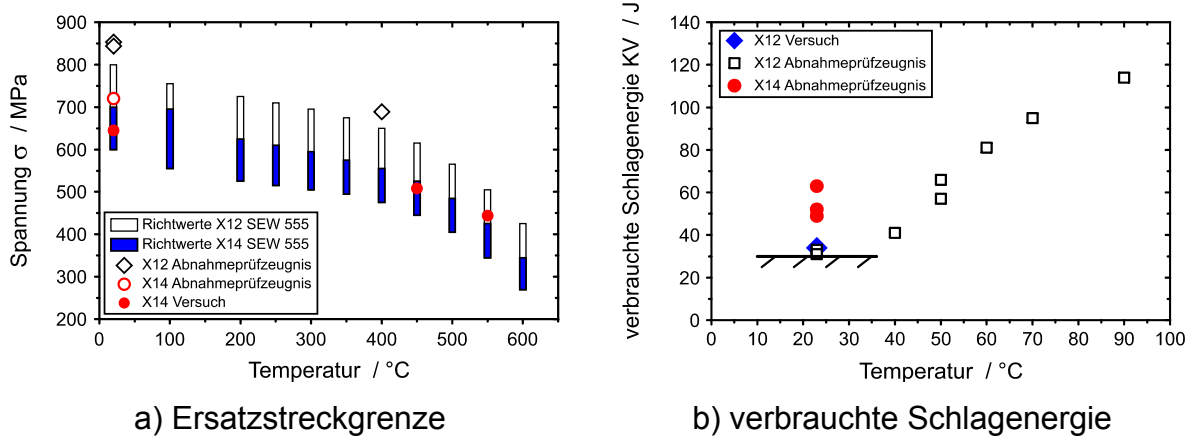 900
800
700
600
500
400
300
200
Spannung σ / MPa
Richtwerte X12 SEW 555
Richtwerte X14 SEW 555
X12 Abnahmeprüfzeugnis
X14 Abnahmeprüfzeugnis
X14 Versuch
0 100 200 300 400 500 600
Temperatur / °C
a) Ersatzstreckgrenze
140
120
100
80
60
40
20
0
verbrauchte Schlagenergie KV / J
X12 Versuch
X12 Abnahmeprüfzeugnis
X14 Abnahmeprüfzeugnis
0 10 20 30 40 50 60 70 80 90 100
Temperatur / °C
b) verbrauchte Schlagenergie